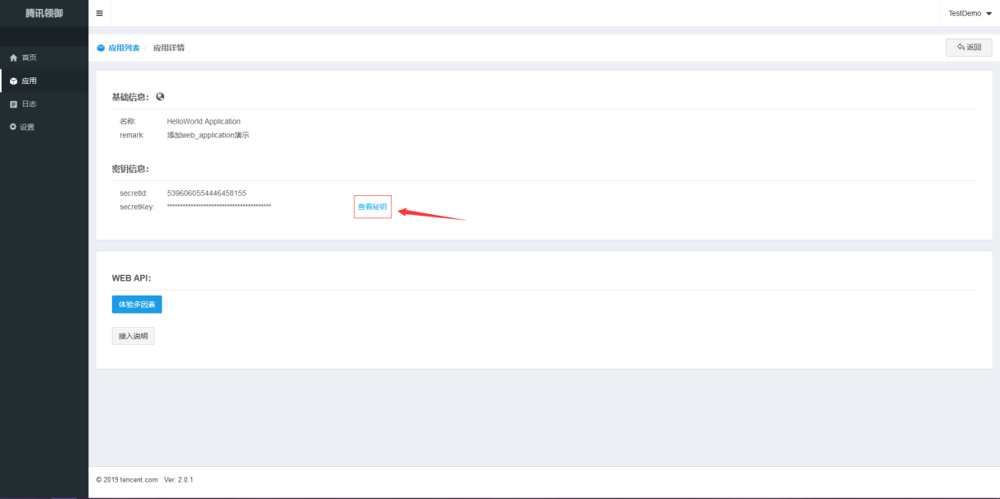 腾讯领御
TestDemo
首页
应用
日志
设置
应用列表 / 应用详情
返回
基础信息：
名称: HelloWorld Application
remark: 添加web_application演示
密钥信息：
secretId: 5396060554446458155
secretKey: ****************************************
查看秘钥
WEB API：
体验多因素
接入说明
© 2019 tencent.com Ver: 2.0.1